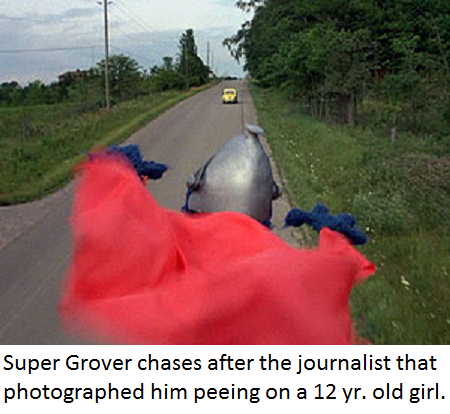 Super Grover chases after the journalist that
photographed him peeing on a 12 yr. old girl.